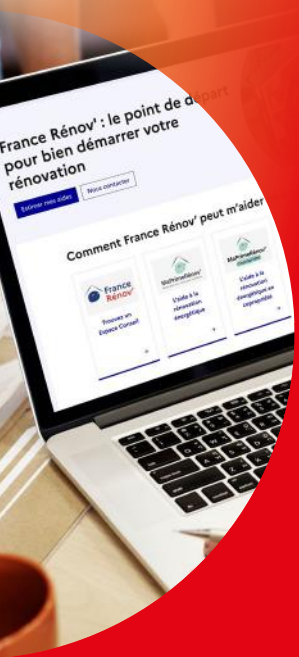 France Rénov' : le point de départ
pour bien démarrer votre
rénovation
Estimer mes aides
Nous contacter
Comment France Rénov' peut m'aider
France
Rénov'
Trouver un
Espace Conseil
MaPrimeRénov'
L'aide à la
rénovation
énergétique
MaPrimeRénov'
L'aide à la
rénovation
énergétique en
copropriété